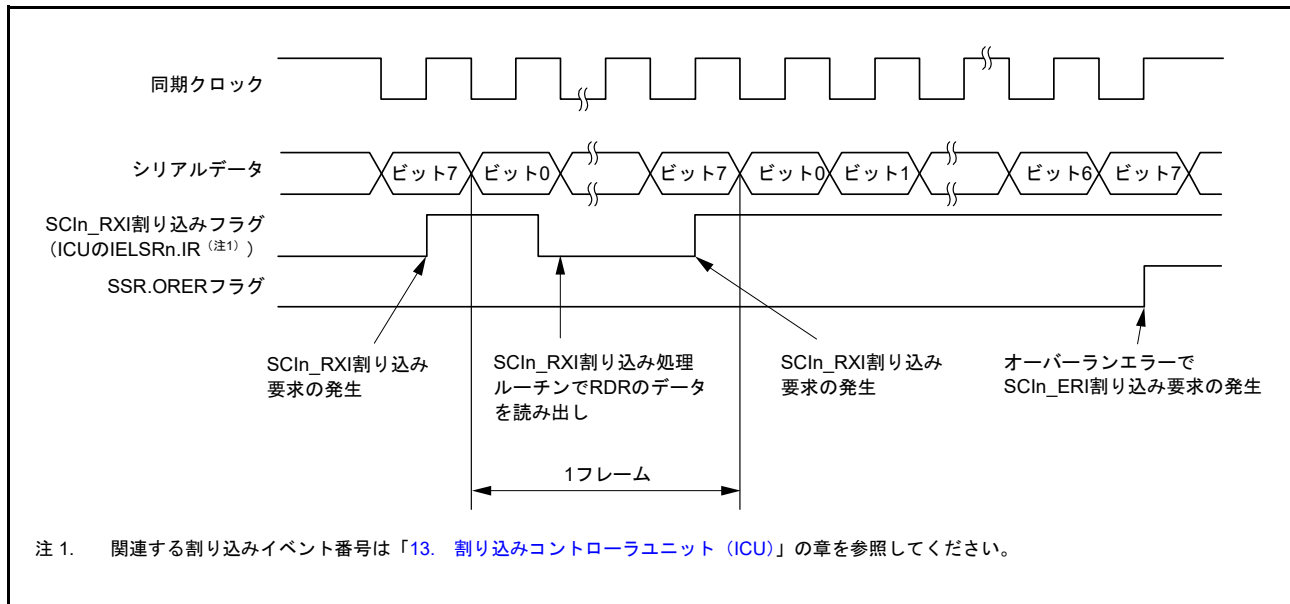 同期クロック
シリアルデータ
ビット7
ビット0
ビット7
ビット0
ビット1
ビット6
ビット7
SCIn_RXI割り込みフラグ
（ICUのIELSRn.IR（注1））
SSR.ORERフラグ
SCIn_RXI割り込み
要求の発生
SCIn_RXI割り込み処理
ルーチンでRDRのデータ
を読み出し
SCIn_RXI割り込み
要求の発生
オーバーランエラーで
SCIn_ERI割り込み要求の発生
1フレーム
注 1. 関連する割り込みイベント番号は「13. 割り込みコントローラユニット（ICU）」の章を参照してください。